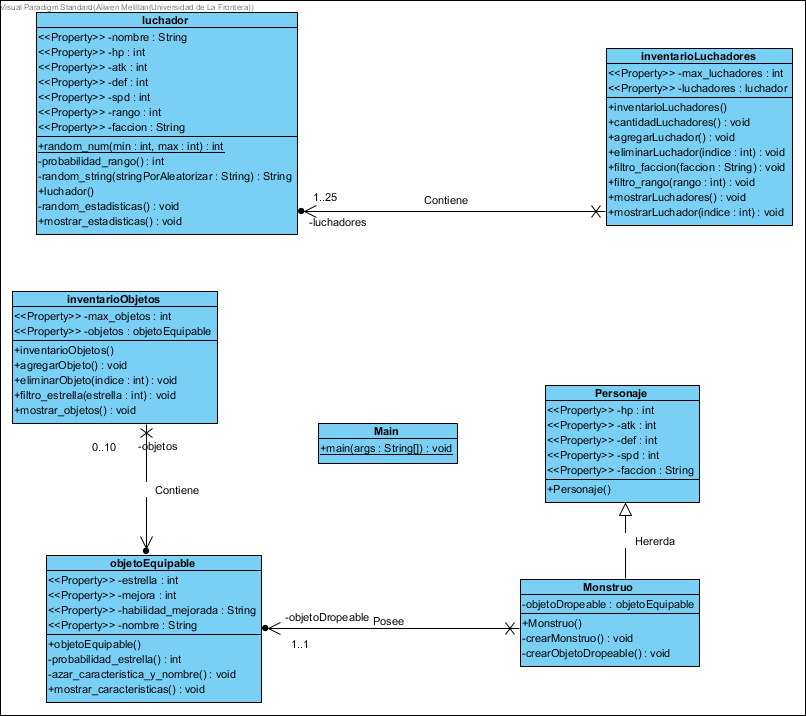 Visual Paradigm Standard(Aliwen Melillan(Universidad de La Frontera))
luchador
<<Property>> -nombre : String
<<Property>> -hp : int
<<Property>> -atk : int
<<Property>> -def : int
<<Property>> -spd : int
<<Property>> -rango : int
<<Property>> -faccion : String
+random_num(min : int, max : int) : int
-probabilidad_rango() : int
-random_string(stringPorAleatorizar : String) : String
+luchador()
-random_estadisticas() : void
+mostrar_estadisticas() : void
1..25
-luchadores
Contiene
inventarioLuchadores
<<Property>> -max_luchadores : int
<<Property>> -luchadores : luchador
+inventarioLuchadores()
+cantidadLuchadores() : void
+agregarLuchador() : void
+eliminarLuchador(indice : int) : void
+filtro_faccion(faccion : String) : void
+filtro_rango(rango : int) : void
+mostrarLuchadores() : void
+mostrarLuchador(indice : int) : void
inventarioObjetos
<<Property>> -max_objetos : int
<<Property>> -objetos : objetoEquipable
+inventarioObjetos()
+agregarObjeto() : void
+eliminarObjeto(indice : int) : void
+filtro_estrella(estrella : int) : void
+mostrar_objetos() : void
0..10
-objetos
Contiene
Main
+main(args : String[]) : void
Personaje
<<Property>> -hp : int
<<Property>> -atk : int
<<Property>> -def : int
<<Property>> -spd : int
<<Property>> -faccion : String
+Personaje()
Hererda
objetoEquipable
<<Property>> -estrella : int
<<Property>> -mejora : int
<<Property>> -habilidad_mejorada : String
<<Property>> -nombre : String
+objetoEquipable()
-probabilidad_estrella() : int
-azar_caracteristica_y_nombre() : void
+mostrar_caracteristicas() : void
-objetoDropeable
Posee
1..1
Monstruo
-objetoDropeable : objetoEquipable
+Monstruo()
-crearMonstruo() : void
-crearObjetoDropeable() : void